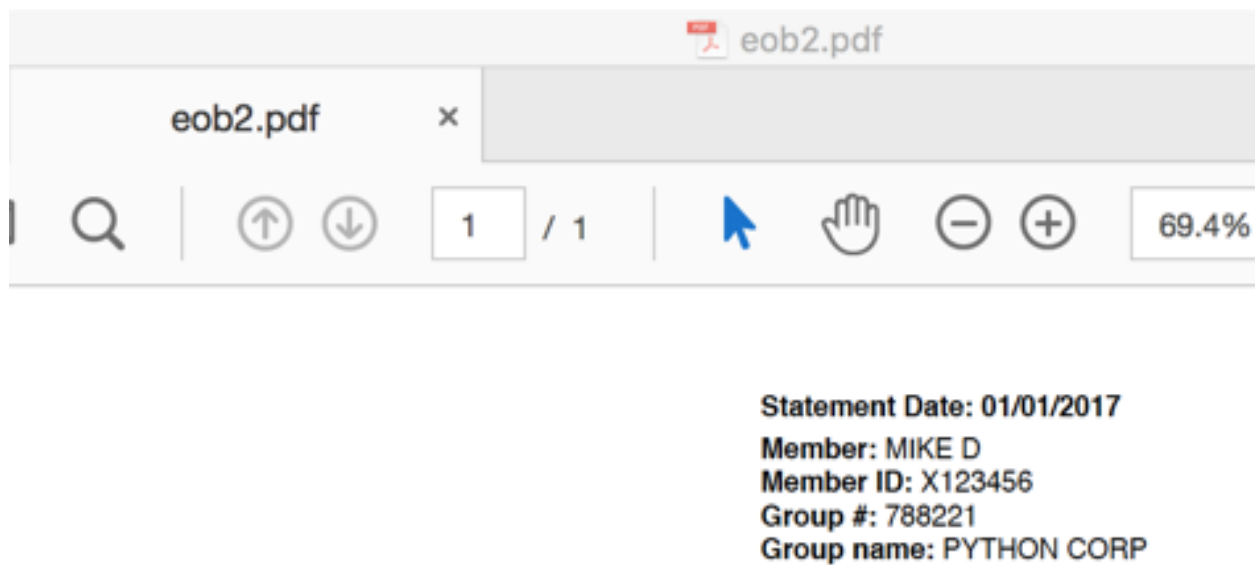 eob2.pdf
eob2.pdf ×
1 / 1 69.4%
Statement Date: 01/01/2017
Member: MIKE D
Member ID: X123456
Group #: 788221
Group name: PYTHON CORP